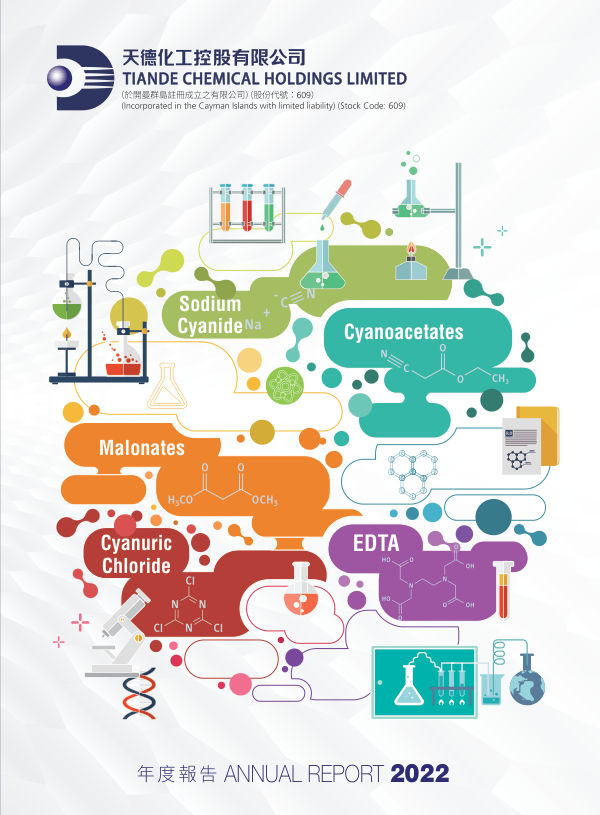 天德化工控股有限公司
TIANDE CHEMICAL HOLDINGS LIMITED
(於開曼群島註冊成立之有限公司) (股份代號：609)
(Incorporated in the Cayman Islands with limited liability) (Stock Code: 609)
Sodium
Cyanide
Na
+
-
C
N
Cyanoacetates
N
C
O
O
CH3
Malonates
O
O
H3CO
OCH3
Cyanuric
Chloride
Cl
N
N
Cl
N
Cl
EDTA
HO
O
O
OH
N
N
HO
O
O
OH
年度報告 ANNUAL REPORT 2022